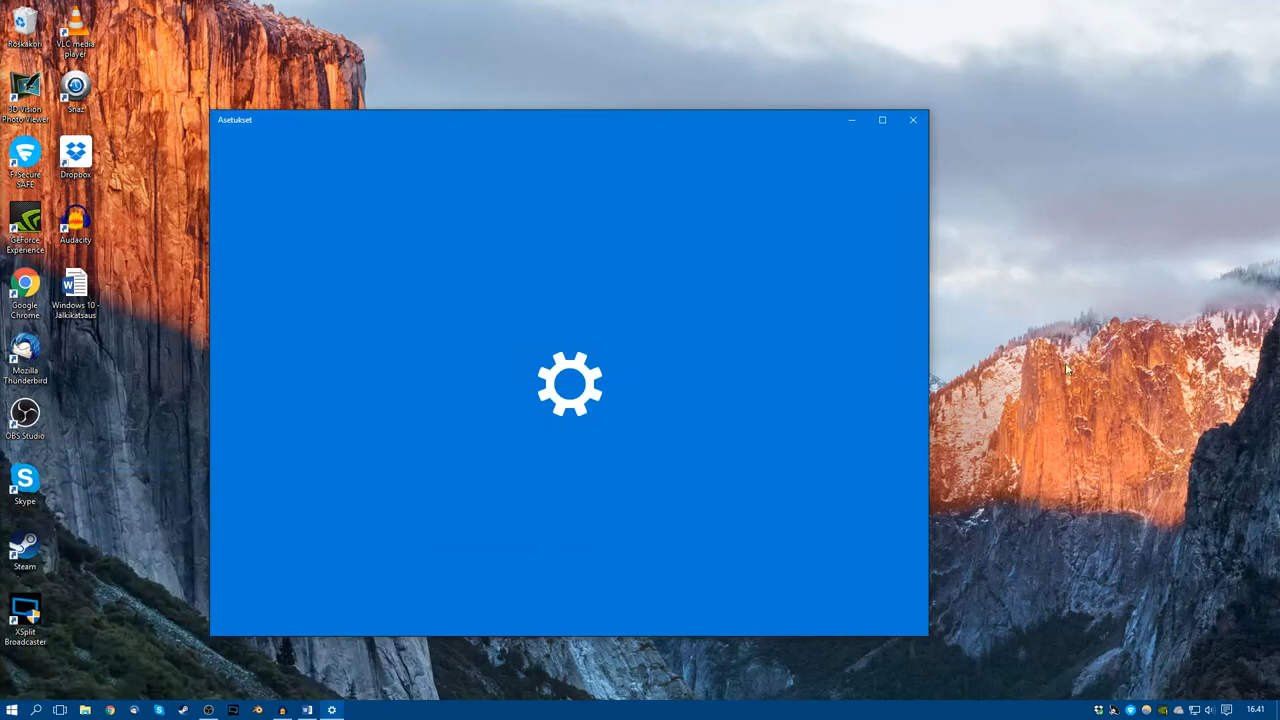 Roskakori
VLC media
player
3D Vision
Photo Viewer
Snaz
F-Secure
SAFE
Dropbox
GeForce
Experience
Audacity
Google
Chrome
Windows 10 -
Jälkikatsaus
Mozilla
Thunderbird
OBS Studio
Skype
Steam
XSplit
Broadcaster
Asetukset
16.41